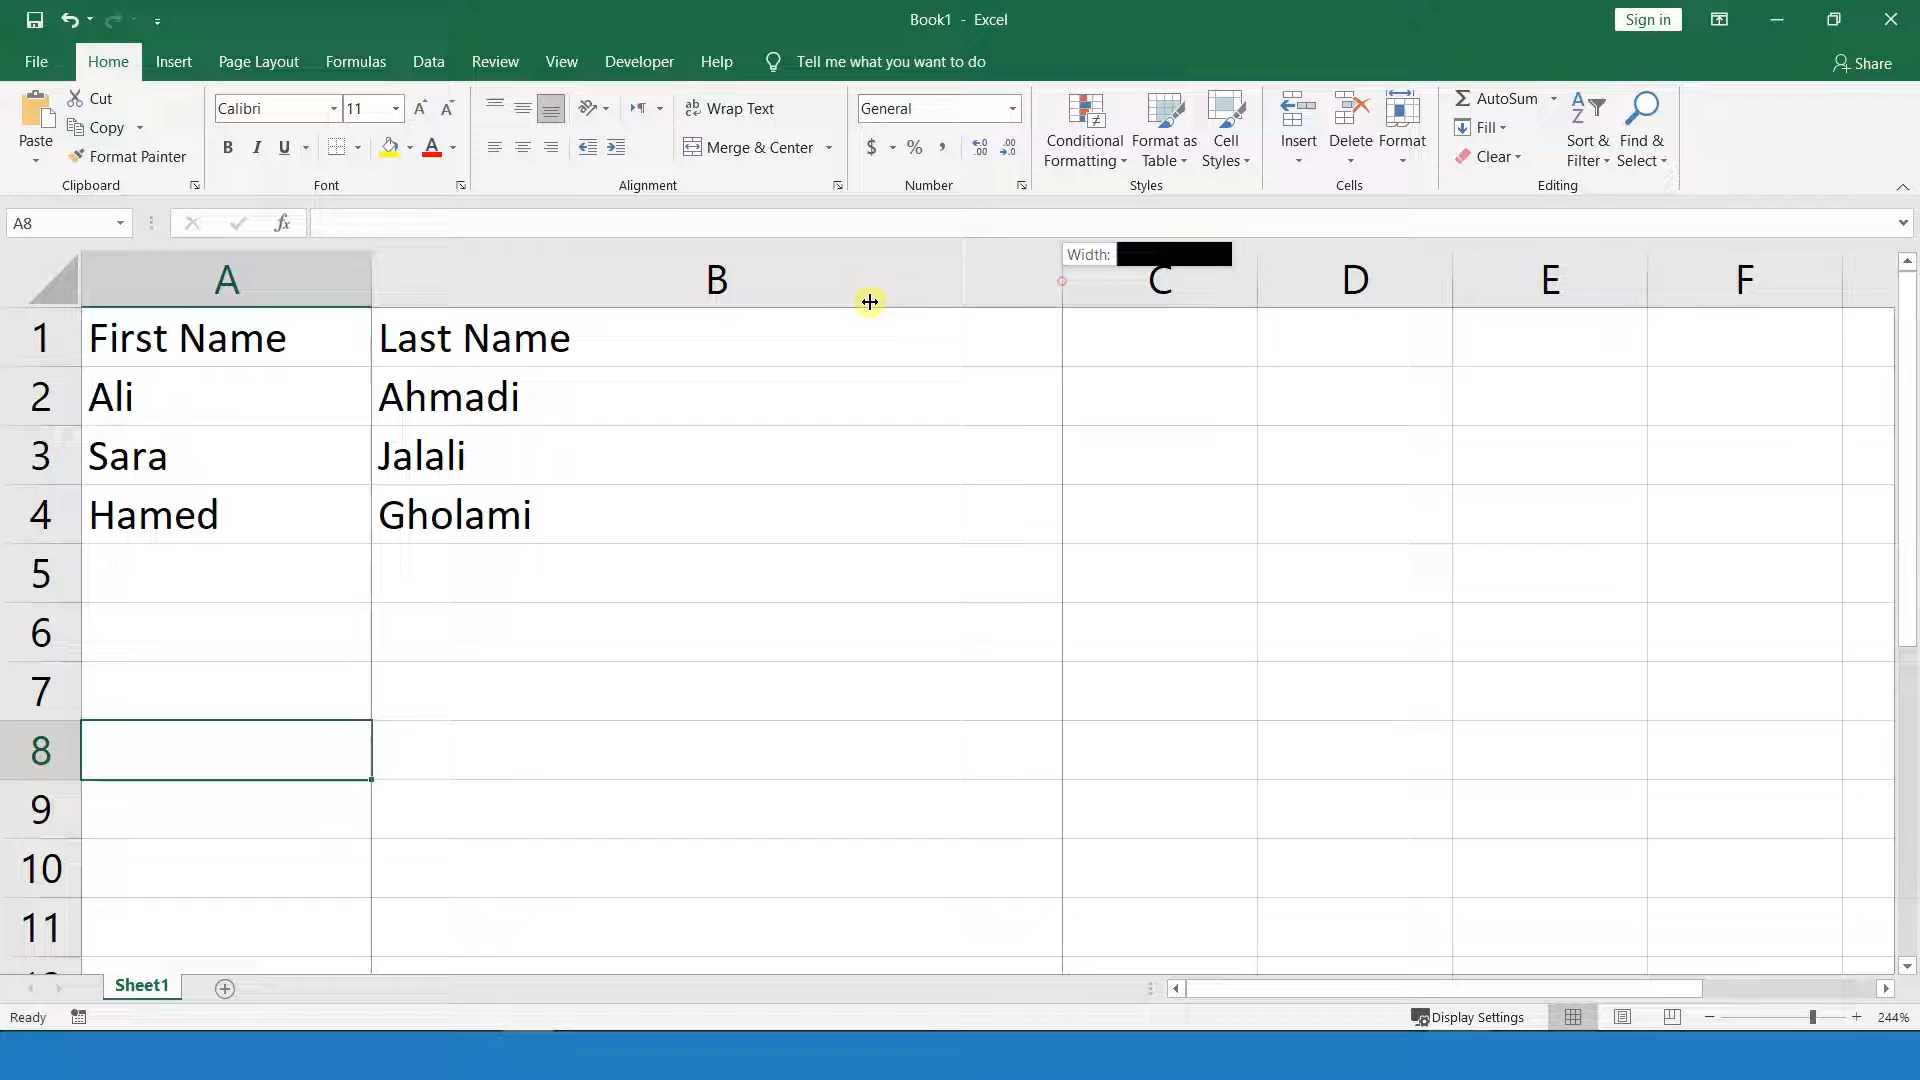 Book1 - Excel
Sign in
File Home Insert Page Layout Formulas Data Review View Developer Help Tell me what you want to do Share
Paste
Cut
Copy
Format Painter
Clipboard
Calibri 11
B I U A
Font
ab Wrap Text
Merge & Center
Alignment
General
$ % ,
Number
Conditional Formatting
Format as Table
Cell Styles
Styles
Insert
Delete
Format
Cells
AutoSum
Fill
Clear
Sort & Filter
Find & Select
Editing
A8 fx
Width:
A B C D E F
1 First Name Last Name
2 Ali Ahmadi
3 Sara Jalali
4 Hamed Gholami
5
6
7
8
9
10
11
Sheet1
Ready Display Settings 244%